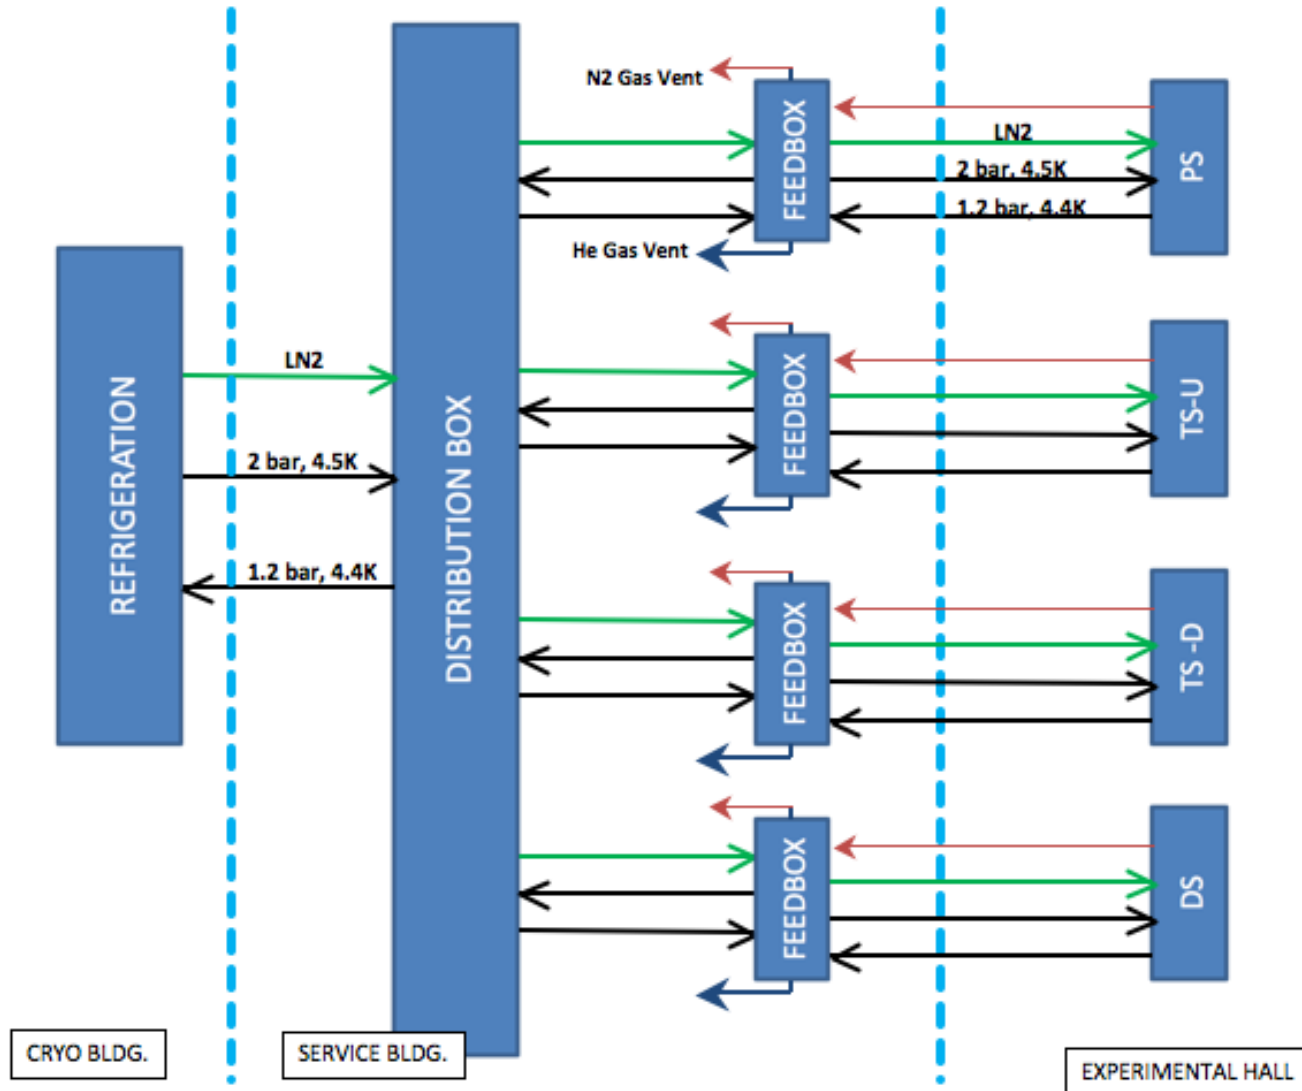 N2 Gas Vent
FEEDBOX
LN2
2 bar, 4.5K
1.2 bar, 4.4K
PS
He Gas Vent
REFRIGERATION
LN2
2 bar, 4.5K
1.2 bar, 4.4K
DISTRIBUTION BOX
FEEDBOX
TS-U
FEEDBOX
TS -D
FEEDBOX
DS
CRYO BLDG.
SERVICE BLDG.
EXPERIMENTAL HALL